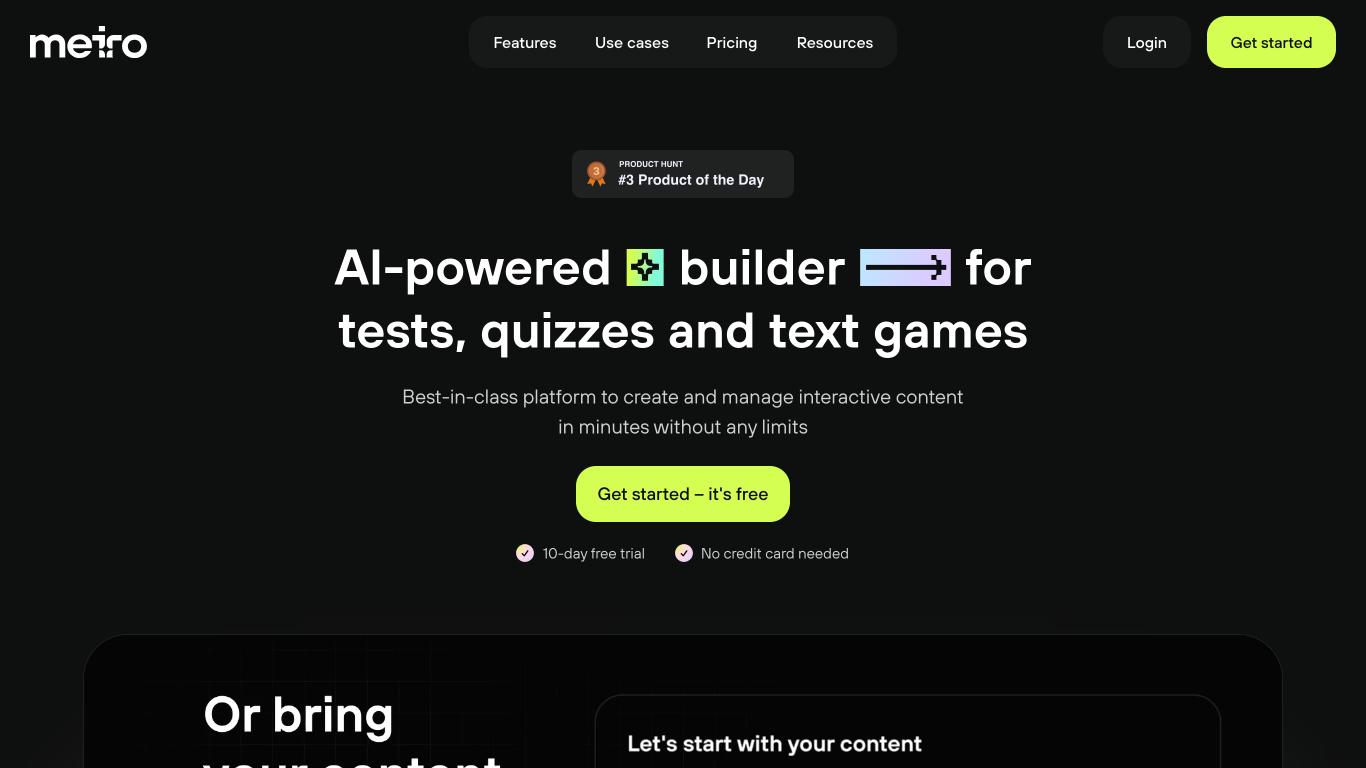 meiro
Features
Use cases
Pricing
Resources
Login
Get started
3
PRODUCT HUNT
#3 Product of the Day
AI-powered builder for
tests, quizzes and text games
Best-in-class platform to create and manage interactive content
in minutes without any limits
Get started – it's free
10-day free trial
No credit card needed
Or bring
your content
Let's start with your content